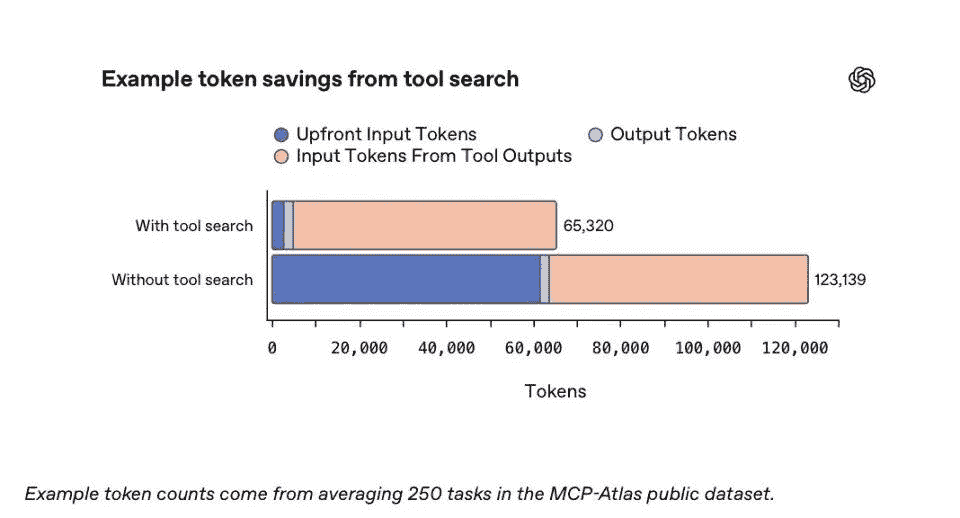 Example token savings from tool search
Upfront Input Tokens
Output Tokens
Input Tokens From Tool Outputs
With tool search
65,320
Without tool search
123,139
0 20,000 40,000 60,000 80,000 100,000 120,000
Tokens
Example token counts come from averaging 250 tasks in the MCP-Atlas public dataset.